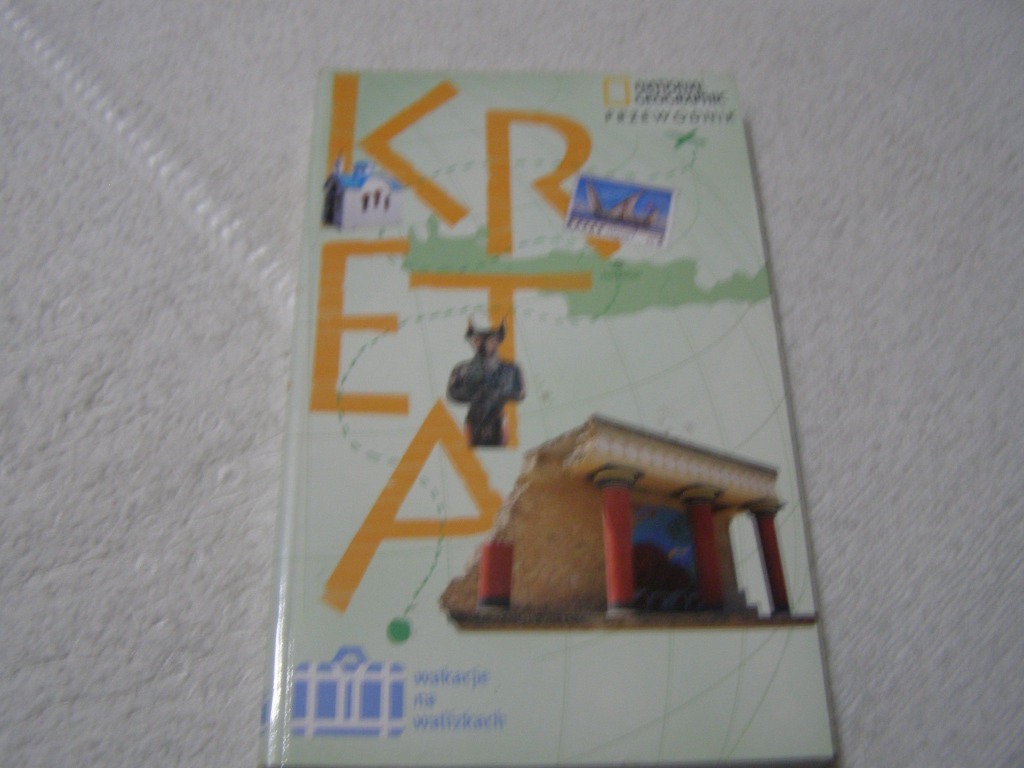 NATIONAL
GEOGRAPHIC
PRZEWODNIK
KRETA
wakacje
na
walizkach